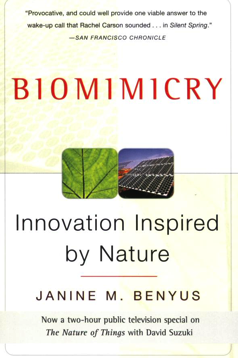 "Provocative, and could well provide one viable answer to the
wake-up call that Rachel Carson sounded . . . in Silent Spring."
—SAN FRANCISCO CHRONICLE
BIOMIMICRY
Innovation Inspired
by Nature
JANINE M. BENYUS
Now a two-hour public television special on
The Nature of Things with David Suzuki